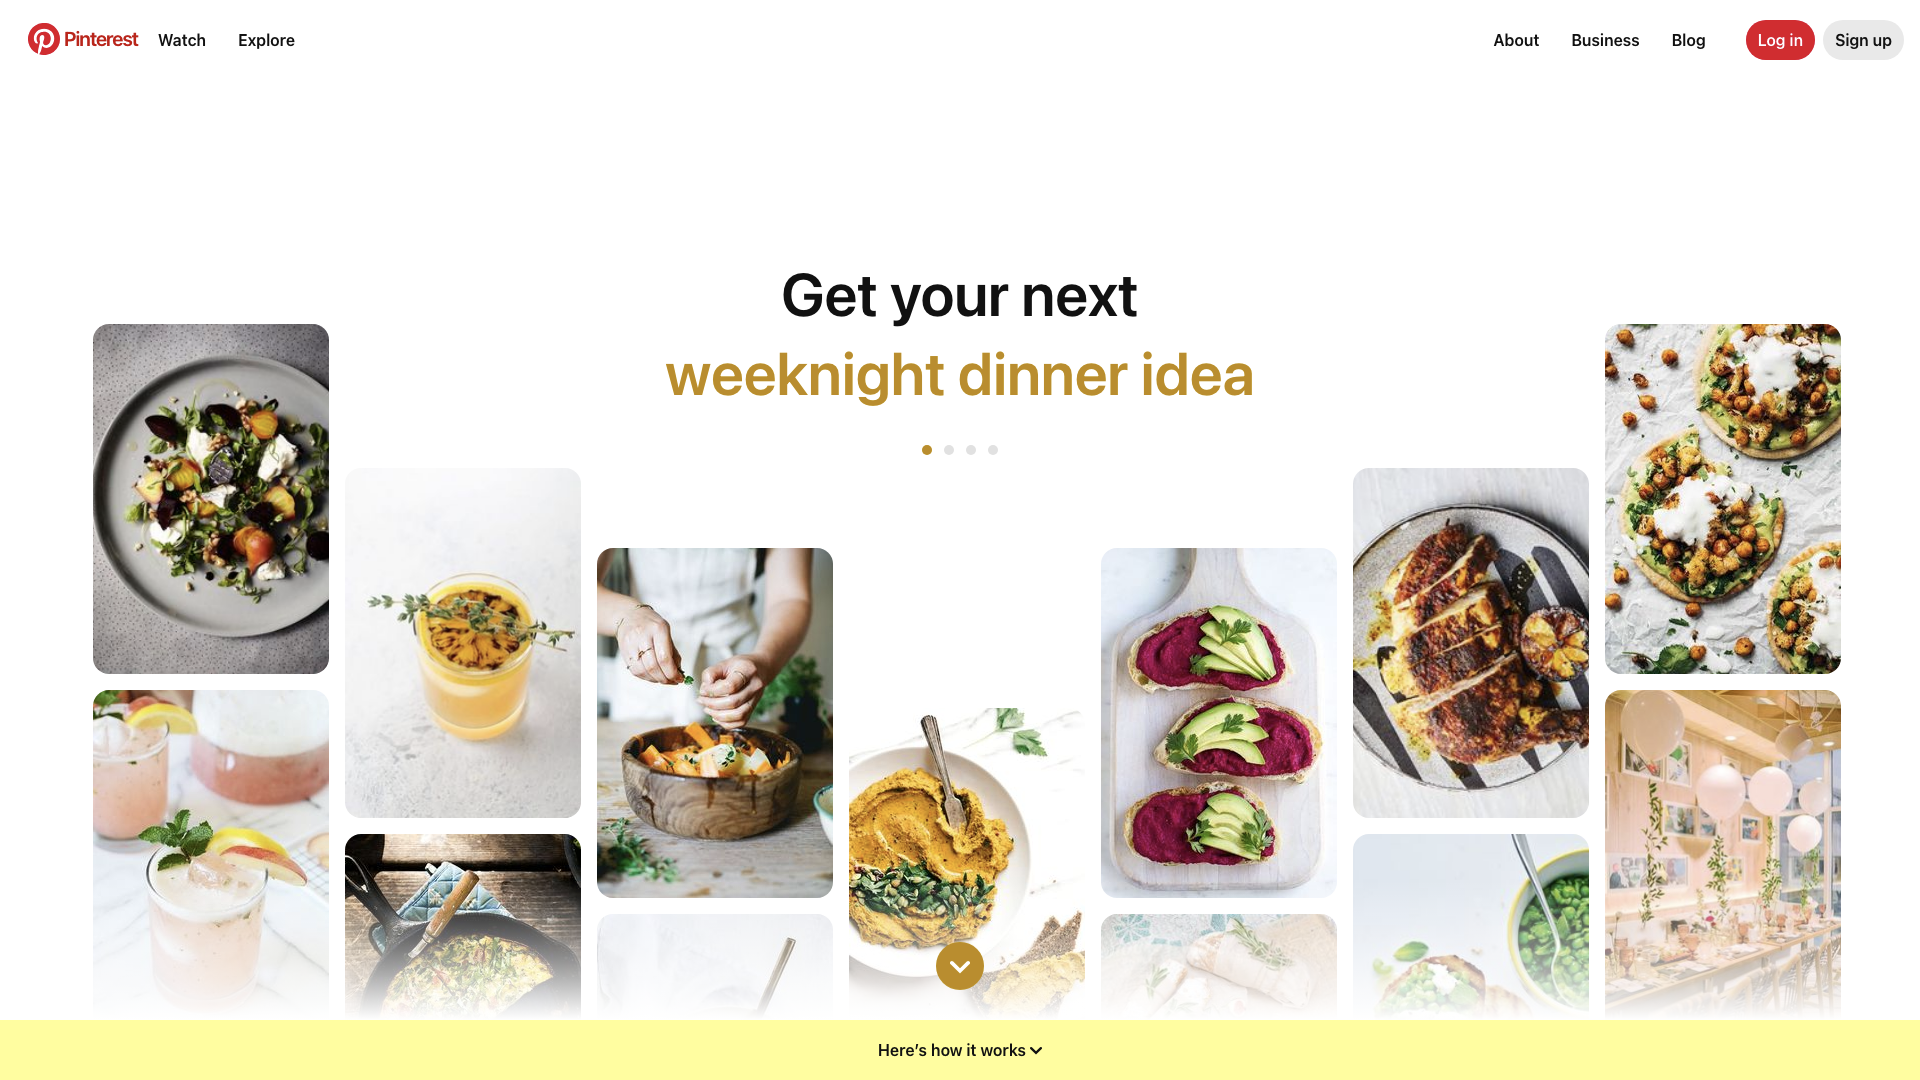 Pinterest Watch Explore About Business Blog Log in Sign up
Get your next
weeknight dinner idea
Here's how it works